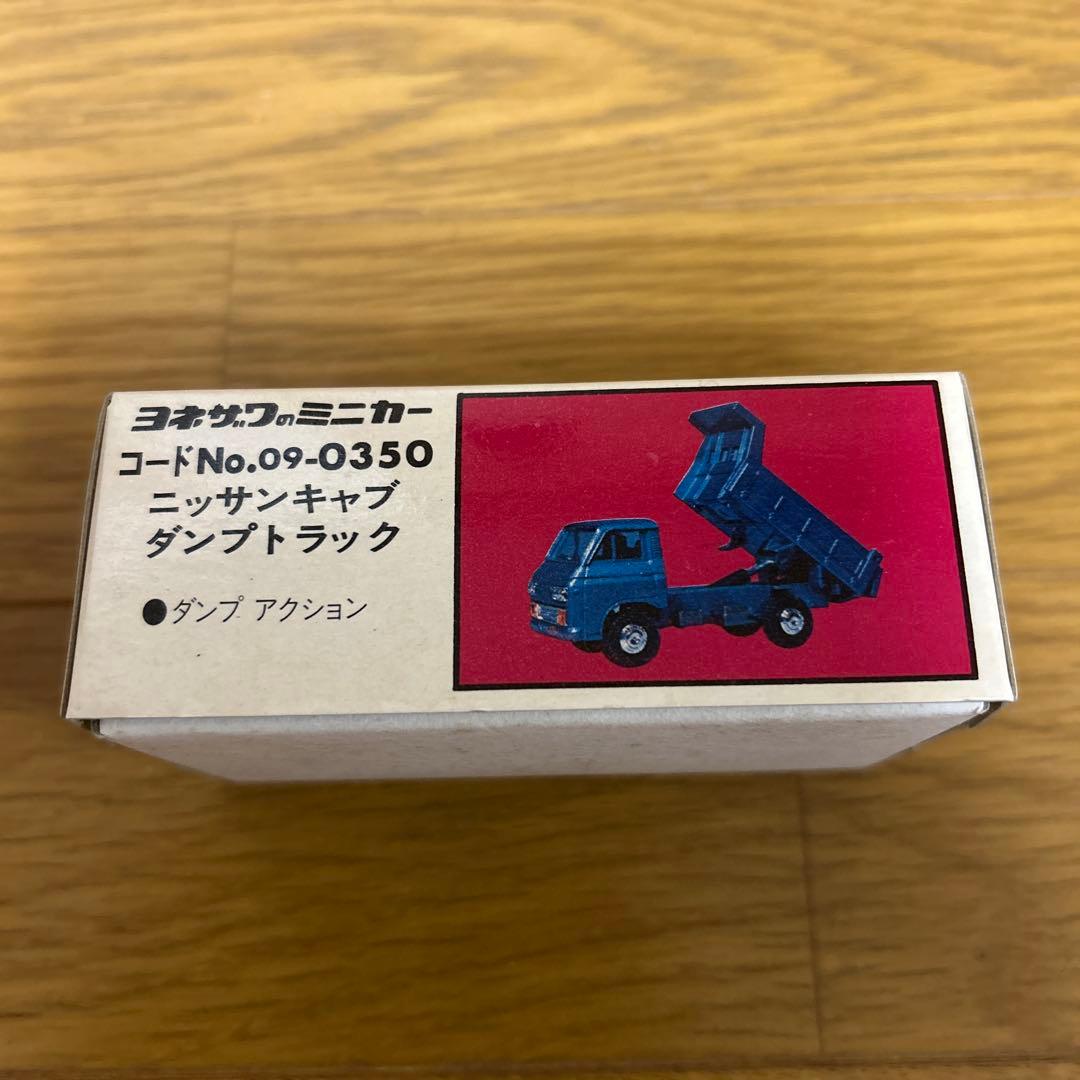 ヨネザワのミニカー
コードNo.09-0350
ニッサンキャブ
ダンプトラック
●ダンプ アクション